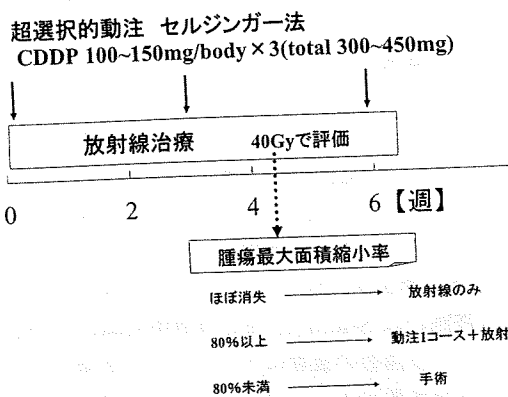 超選択的動注 セルジンガー法
CDDP 100~150mg/body×3(total 300~450mg)
放射線治療 40Gyで評価
0 2 4 6【週】
腫瘍最大面積縮小率
ほぼ消失 放射線のみ
80%以上 動注1コース+放射
80%未満 手術